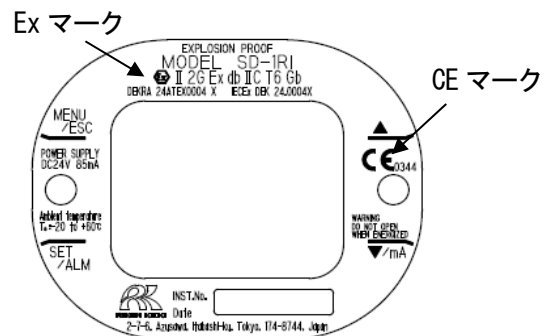 Ex マーク
EXPLOSION PROOF
MODEL SD-1RI
Ex II 2G Ex db IIC T6 Gb
DEKRA 24ATEX0004 X IECEx DEK 24.0004X
CE マーク
MENU
/ESC
▲
POWER SUPPLY
DC24V 85mA
CE 0344
Ambient temperature
Ta=-20 to +60℃
WARNING
DO NOT OPEN
WHEN ENERGIZED
SET
/ALM
▼/mA
RIKEN KEIKI
INST.No.
Date
2-7-6, Azusawa, Itabashi-ku, Tokyo, 174-8744, Japan